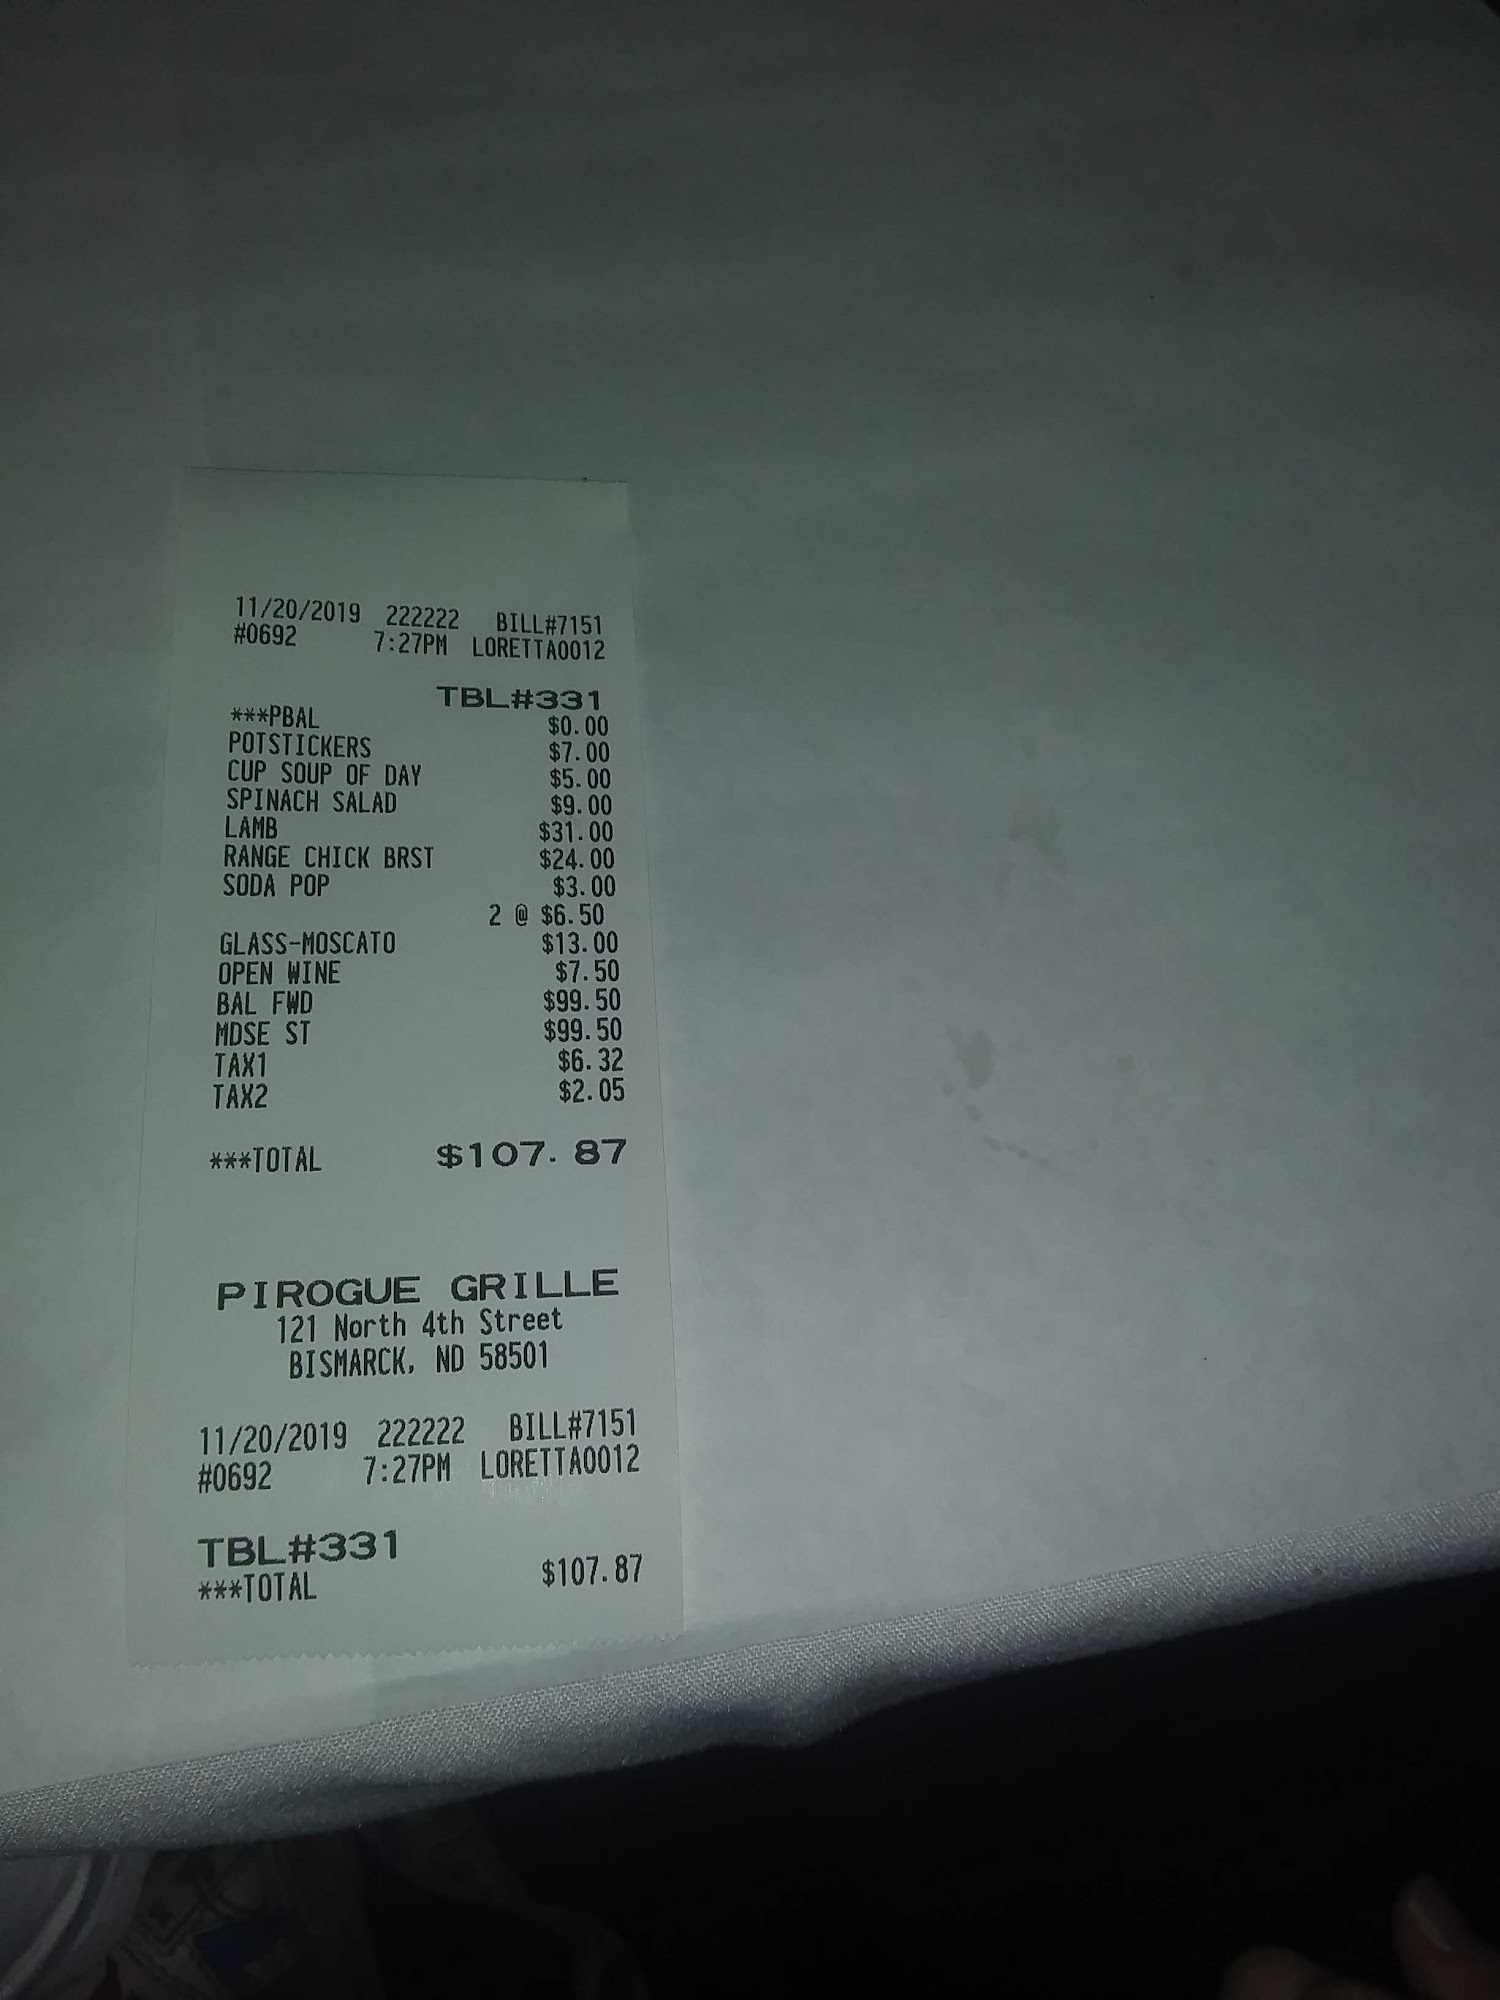 11/20/2019 222222 BILL#7151
#0692 7:27PM LORETTA0012
TBL#331
***PBAL $0.00
POTSTICKERS $7.00
CUP SOUP OF DAY $5.00
SPINACH SALAD $9.00
LAMB $31.00
RANGE CHICK BRST $24.00
SODA POP $3.00
2 @ $6.50
GLASS-MOSCATO $13.00
OPEN WINE $7.50
BAL FWD $99.50
MDSE ST $99.50
TAX1 $6.32
TAX2 $2.05
***TOTAL $107.87
PIROGUE GRILLE
121 North 4th Street
BISMARCK, ND 58501
11/20/2019 222222 BILL#7151
#0692 7:27PM LORETTA0012
TBL#331
***TOTAL $107.87